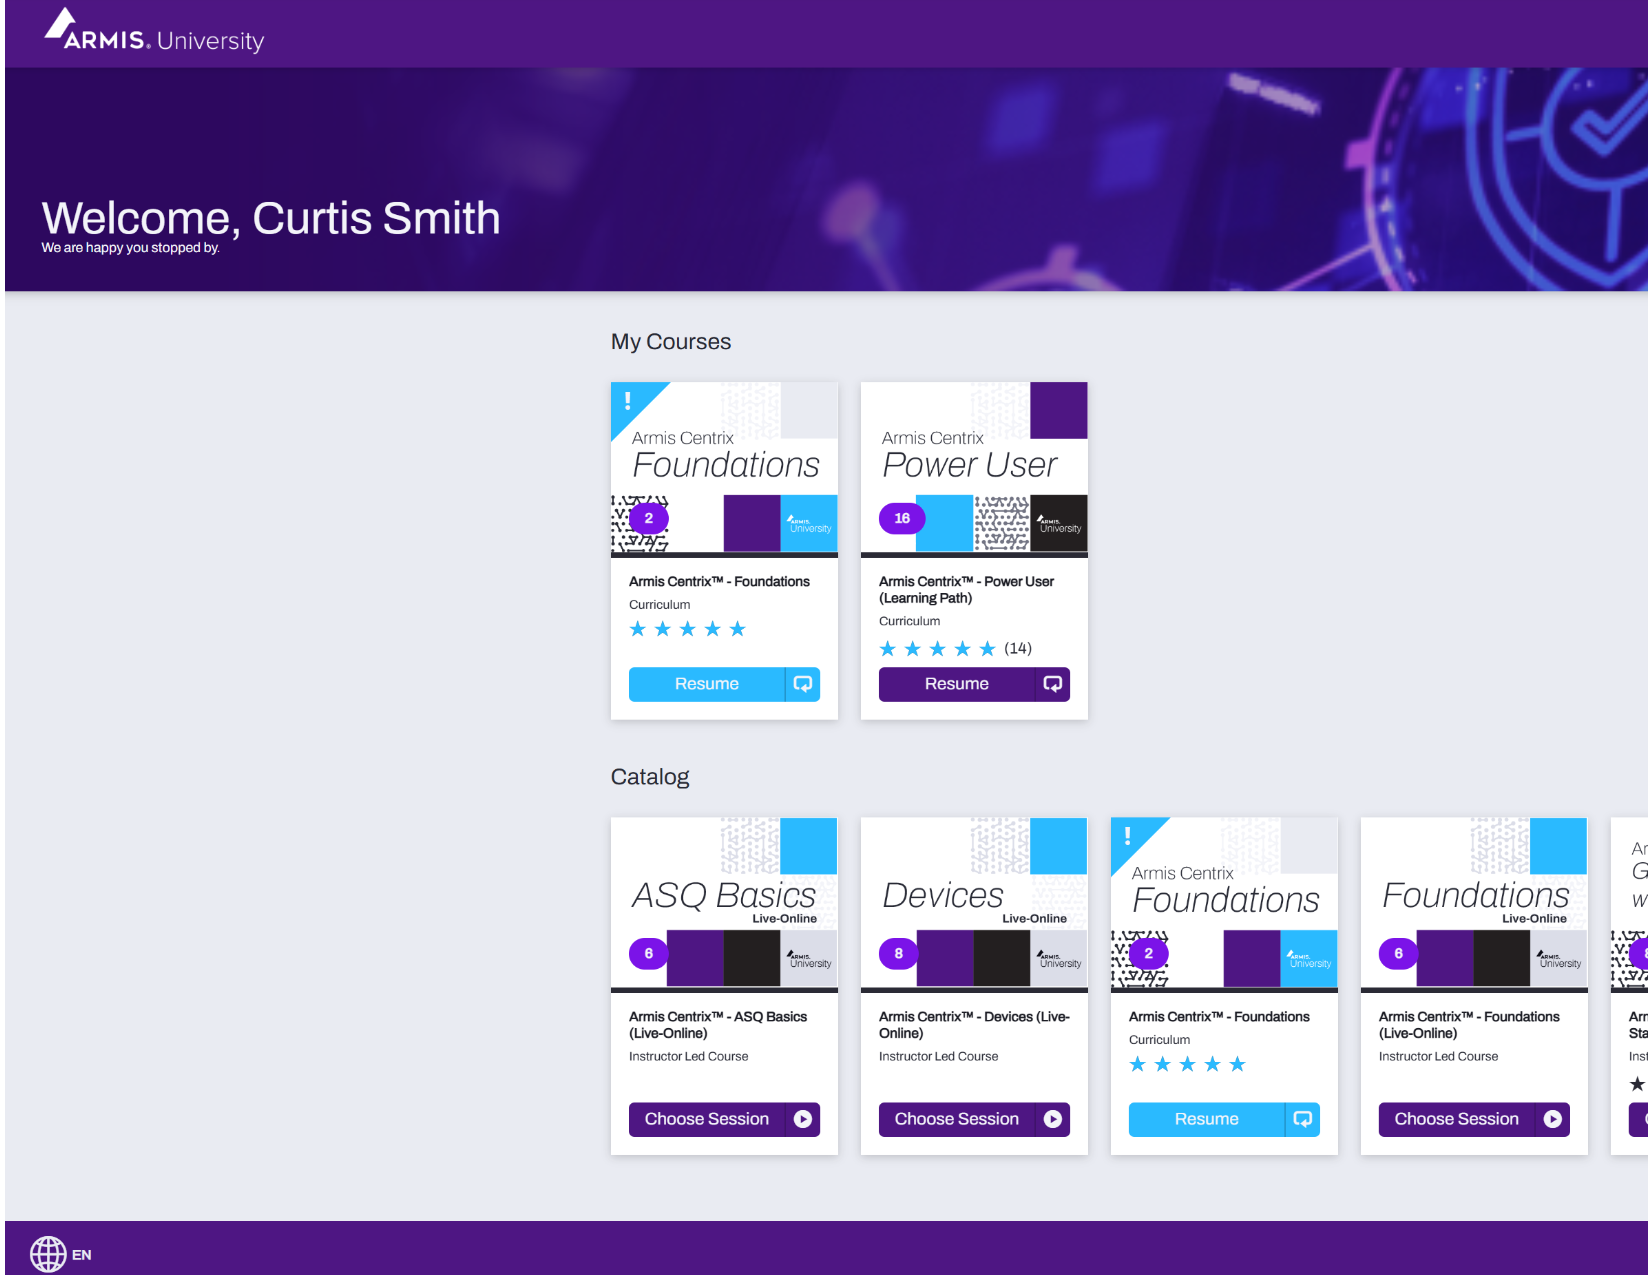 ARMIS. University
Welcome, Curtis Smith
We are happy you stopped by.
My Courses
!
Armis Centrix
Foundations
2
ARMIS.
University
Armis Centrix™ - Foundations
Curriculum
Resume
Armis Centrix
Power User
16
ARMIS.
University
Armis Centrix™ - Power User
(Learning Path)
Curriculum
(14)
Resume
Catalog
ASQ Basics
Live-Online
6
ARMIS.
University
Armis Centrix™ - ASQ Basics
(Live-Online)
Instructor Led Course
Choose Session
Devices
Live-Online
8
ARMIS.
University
Armis Centrix™ - Devices (Live-
Online)
Instructor Led Course
Choose Session
!
Armis Centrix
Foundations
2
ARMIS.
University
Armis Centrix™ - Foundations
Curriculum
Resume
Foundations
Live-Online
6
ARMIS.
University
Armis Centrix™ - Foundations
(Live-Online)
Instructor Led Course
Choose Session
EN